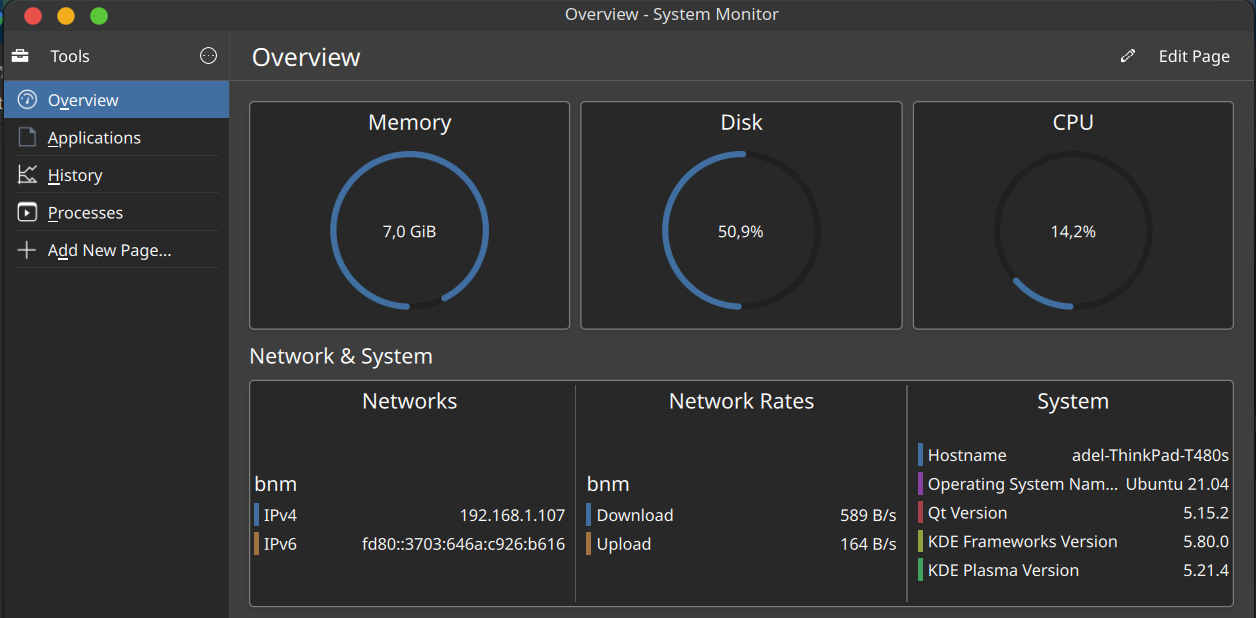 Overview - System Monitor
Tools
Overview
Edit Page
Overview
Applications
History
Processes
Add New Page...
Memory
7,0 GiB
Disk
50,9%
CPU
14,2%
Network & System
Networks
bnm
IPv4 192.168.1.107
IPv6 fd80::3703:646a:c926:b616
Network Rates
bnm
Download 589 B/s
Upload 164 B/s
System
Hostname adel-ThinkPad-T480s
Operating System Nam... Ubuntu 21.04
Qt Version 5.15.2
KDE Frameworks Version 5.80.0
KDE Plasma Version 5.21.4